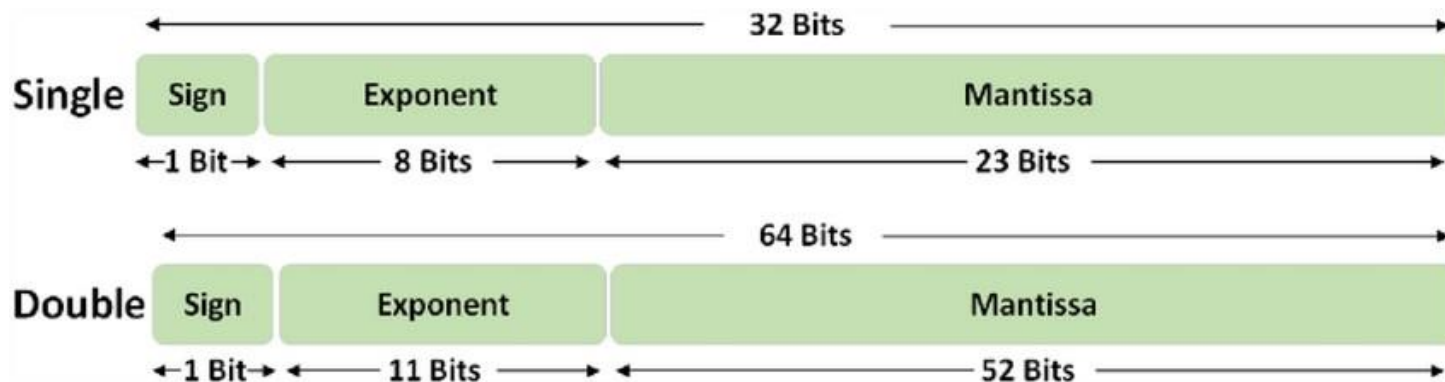 32 Bits
Single Sign Exponent Mantissa
1 Bit 8 Bits 23 Bits
64 Bits
Double Sign Exponent Mantissa
1 Bit 11 Bits 52 Bits